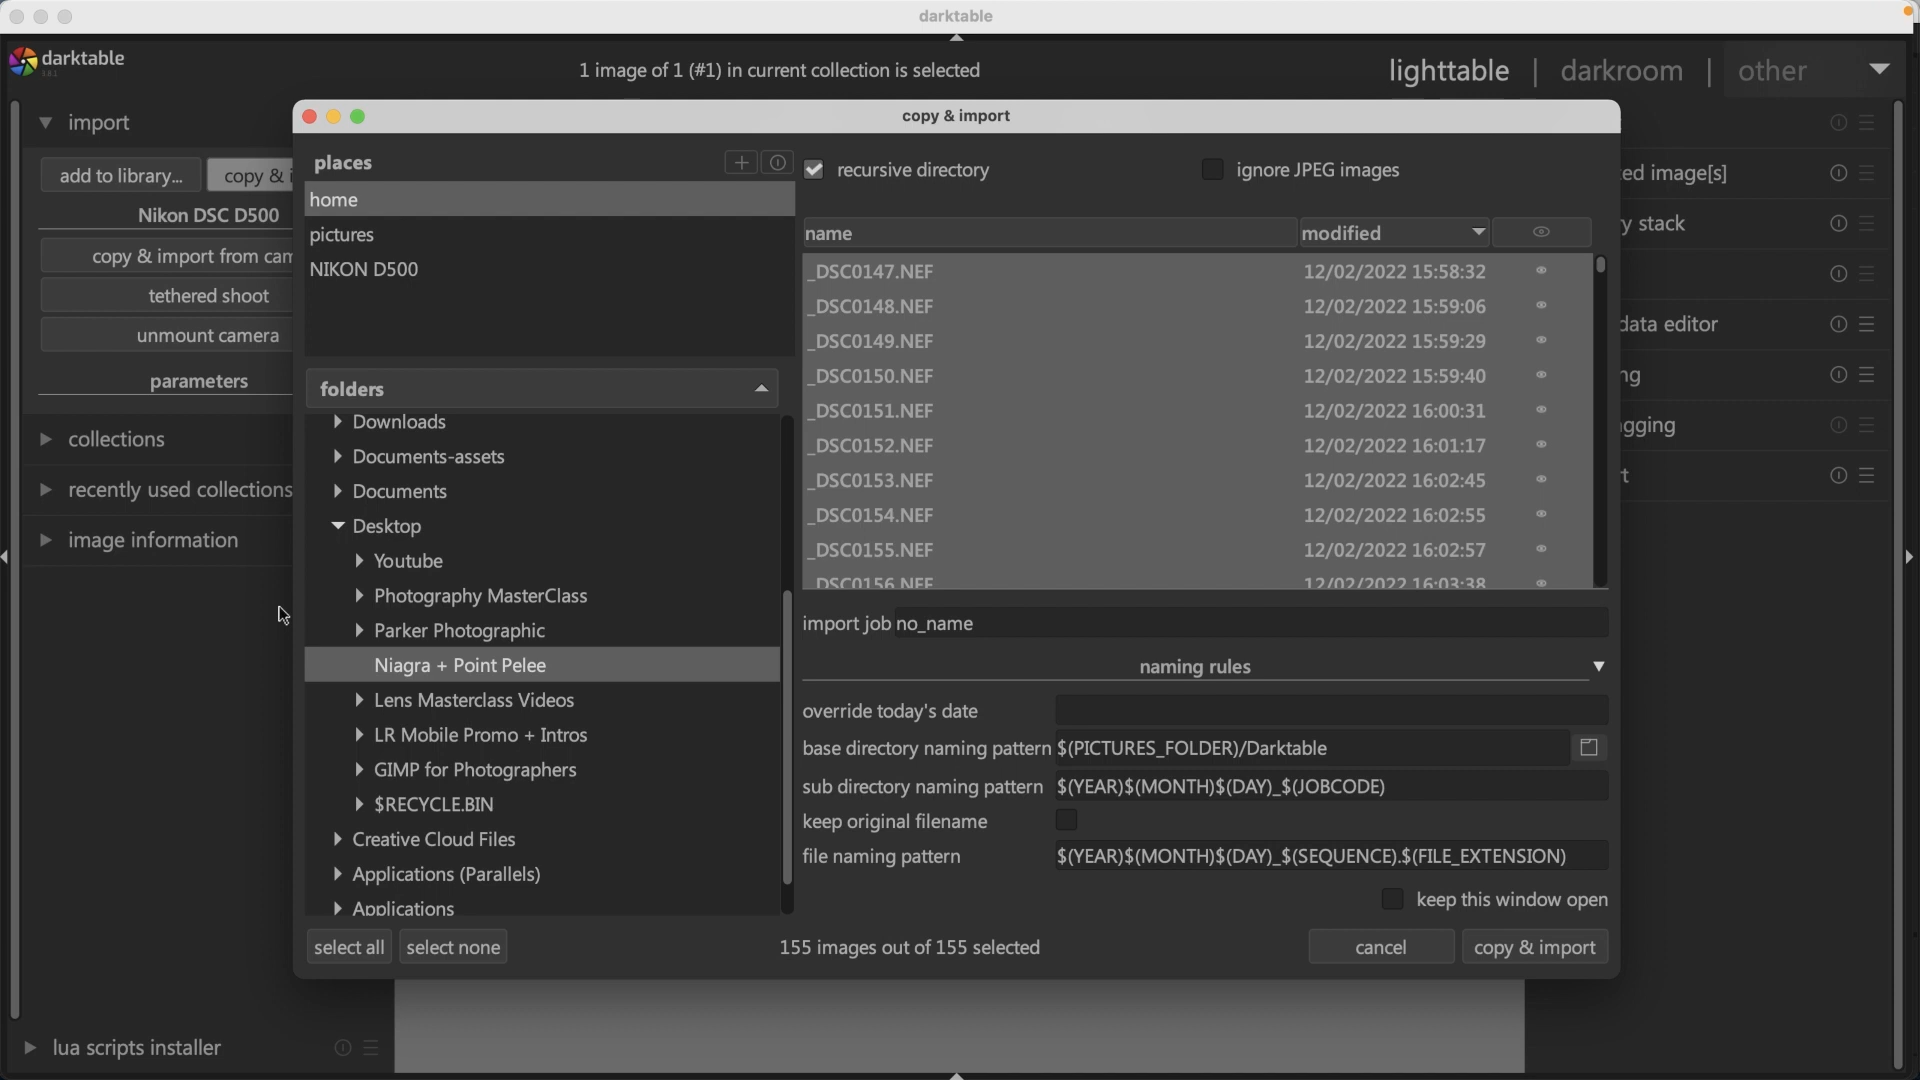 darktable
darktable
3.8.1
1 image of 1 (#1) in current collection is selected
lighttable | darkroom | other
import
add to library...
copy & i
Nikon DSC D500
copy & import from cam
tethered shoot
unmount camera
parameters
collections
recently used collections
image information
lua scripts installer
copy & import
places
home
pictures
NIKON D500
folders
Downloads
Documents-assets
Documents
Desktop
Youtube
Photography MasterClass
Parker Photographic
Niagra + Point Pelee
Lens Masterclass Videos
LR Mobile Promo + Intros
GIMP for Photographers
$RECYCLE.BIN
Creative Cloud Files
Applications (Parallels)
Applications
select all
select none
recursive directory
ignore JPEG images
name modified
_DSC0147.NEF 12/02/2022 15:58:32
_DSC0148.NEF 12/02/2022 15:59:06
_DSC0149.NEF 12/02/2022 15:59:29
_DSC0150.NEF 12/02/2022 15:59:40
_DSC0151.NEF 12/02/2022 16:00:31
_DSC0152.NEF 12/02/2022 16:01:17
_DSC0153.NEF 12/02/2022 16:02:45
_DSC0154.NEF 12/02/2022 16:02:55
_DSC0155.NEF 12/02/2022 16:02:57
_DSC0156.NEF 12/02/2022 16:03:38
import job no_name
naming rules
override today's date
base directory naming pattern $(PICTURES_FOLDER)/Darktable
sub directory naming pattern $(YEAR)$(MONTH)$(DAY)_$(JOBCODE)
keep original filename
file naming pattern $(YEAR)$(MONTH)$(DAY)_$(SEQUENCE).$(FILE_EXTENSION)
keep this window open
155 images out of 155 selected
cancel
copy & import
ed image[s]
y stack
data editor
ng
gging
t